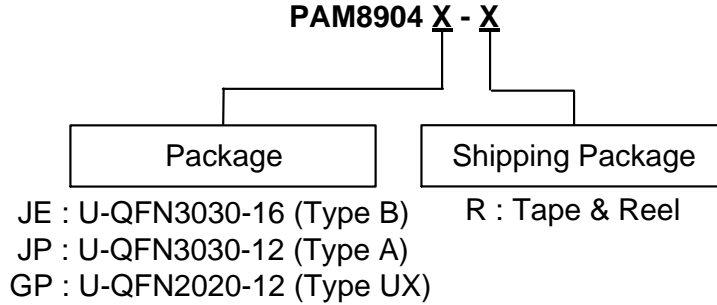 PAM8904 X - X
Package
Shipping Package
JE : U-QFN3030-16 (Type B)
JP : U-QFN3030-12 (Type A)
GP : U-QFN2020-12 (Type UX)
R : Tape & Reel